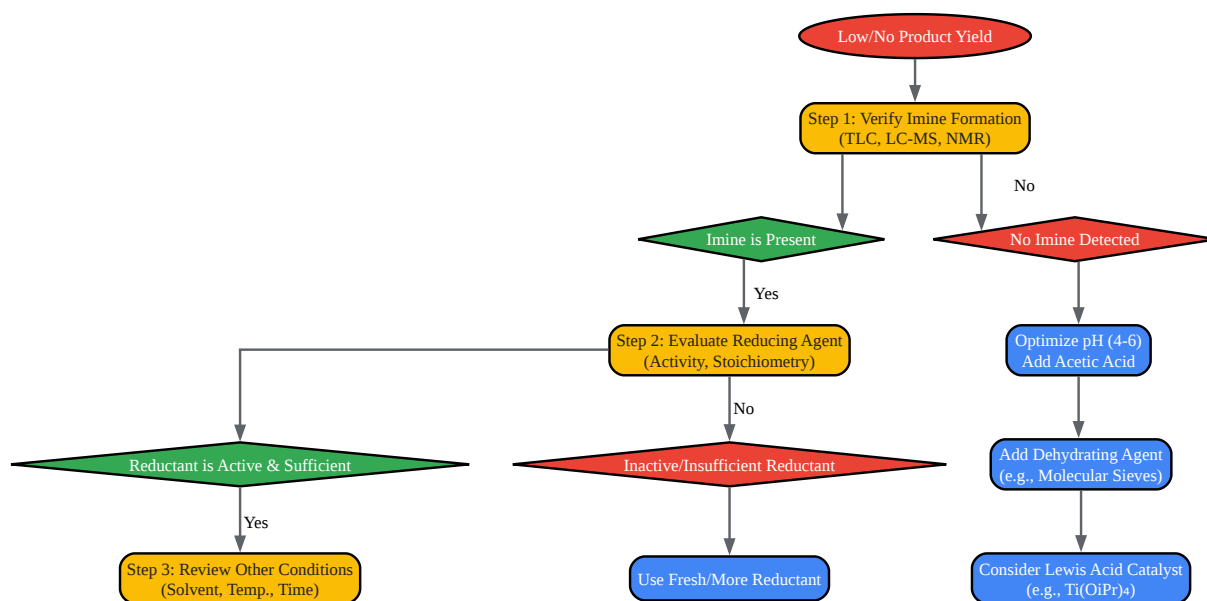 Low/No Product Yield
Step 1: Verify Imine Formation
(TLC, LC-MS, NMR)
No
Imine is Present
No Imine Detected
Yes
Step 2: Evaluate Reducing Agent
(Activity, Stoichiometry)
Optimize pH (4-6)
Add Acetic Acid
No
Reductant is Active & Sufficient
Inactive/Insufficient Reductant
Add Dehydrating Agent
(e.g., Molecular Sieves)
Yes
Step 3: Review Other Conditions
(Solvent, Temp., Time)
Use Fresh/More Reductant
Consider Lewis Acid Catalyst
(e.g., Ti(OiPr)₄)